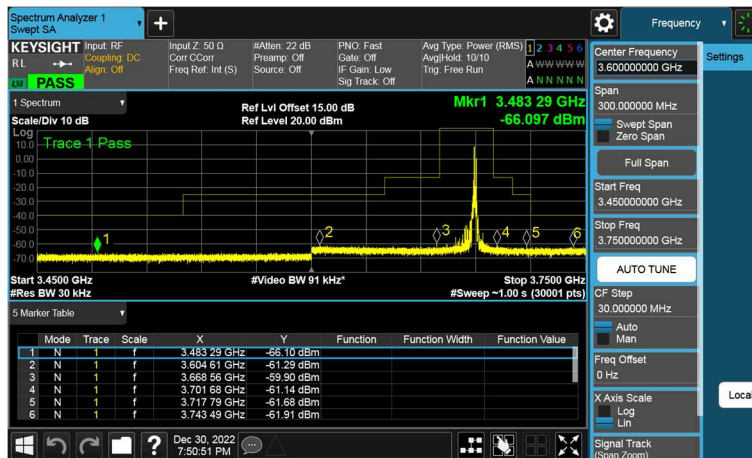 Spectrum Analyzer 1
Swept SA
Frequency
KEYSIGHT
RL
LXI
PASS
Input: RF
Coupling: DC
Align: Off
Input Z: 50 Ω
Corr CCorr
Freq Ref: Int (S)
#Atten: 22 dB
Preamp: Off
Source: Off
PNO: Fast
Gate: Off
IF Gain: Low
Sig Track: Off
Avg Type: Power (RMS)
Avg|Hold: 10/10
Trig: Free Run
1 2 3 4 5 6
A W W W W W
A N N N N N
1 Spectrum
Scale/Div 10 dB
Ref Lvl Offset 15.00 dB
Ref Level 20.00 dBm
Mkr1 3.483 29 GHz
-66.097 dBm
Log
Trace 1 Pass
10.0
0.00
-10.0
-20.0
-30.0
-40.0
-50.0
-60.0
-70.0
1
2
3
4
5
6
Start 3.4500 GHz
#Video BW 91 kHz*
Stop 3.7500 GHz
#Res BW 30 kHz
#Sweep ~1.00 s (30001 pts)
5 Marker Table
Mode Trace Scale X Y Function Function Width Function Value
1 N 1 f 3.483 29 GHz -66.10 dBm
2 N 1 f 3.604 61 GHz -61.29 dBm
3 N 1 f 3.668 56 GHz -59.90 dBm
4 N 1 f 3.701 68 GHz -61.14 dBm
5 N 1 f 3.717 79 GHz -61.68 dBm
6 N 1 f 3.743 49 GHz -61.91 dBm
Dec 30, 2022
7:50:51 PM
Center Frequency
3.600000000 GHz
Settings
Span
300.000000 MHz
Swept Span
Zero Span
Full Span
Start Freq
3.450000000 GHz
Stop Freq
3.750000000 GHz
AUTO TUNE
CF Step
30.000000 MHz
Auto
Man
Freq Offset
0 Hz
X Axis Scale
Log
Lin
Local
Signal Track
(Span Zoom)